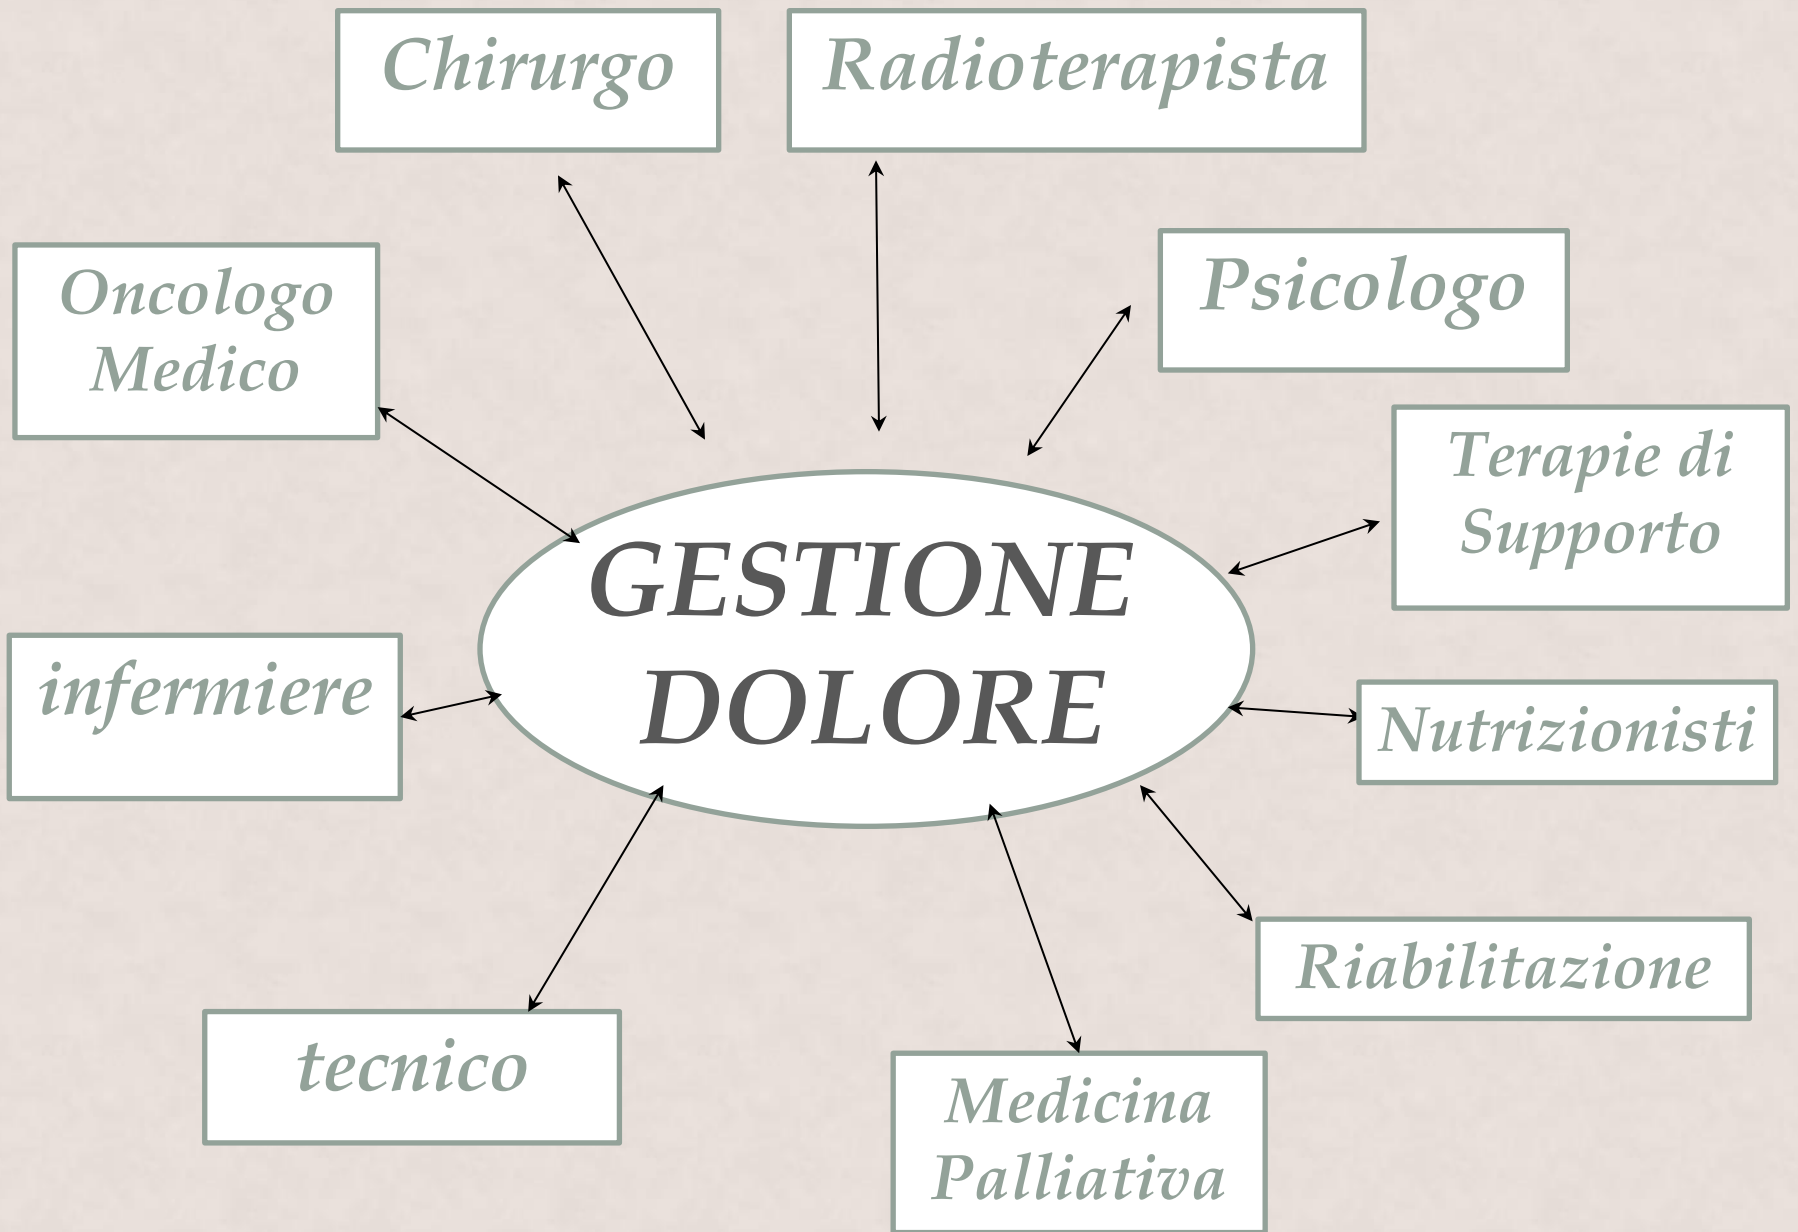 Chirurgo
Radioterapista
Psicologo
Oncologo
Medico
Terapie di
Supporto
GESTIONE
DOLORE
infermiere
Nutrizionisti
Riabilitazione
tecnico
Medicina
Palliativa